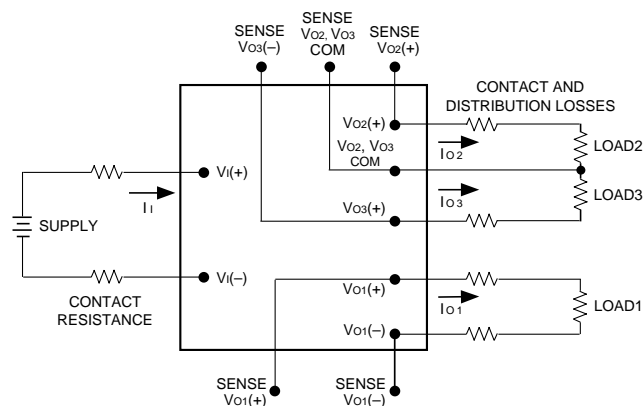 SENSE
VO3(–)
SENSE
VO2, VO3
COM
SENSE
VO2(+)
CONTACT AND
DISTRIBUTION LOSSES
VO2(+)
IO2
LOAD2
VO2, VO3
COM
VI(+)
II
IO3
LOAD3
VO3(+)
SUPPLY
VI(–)
VO1(+)
IO1
CONTACT
RESISTANCE
LOAD1
VO1(–)
SENSE
VO1(+)
SENSE
VO1(–)